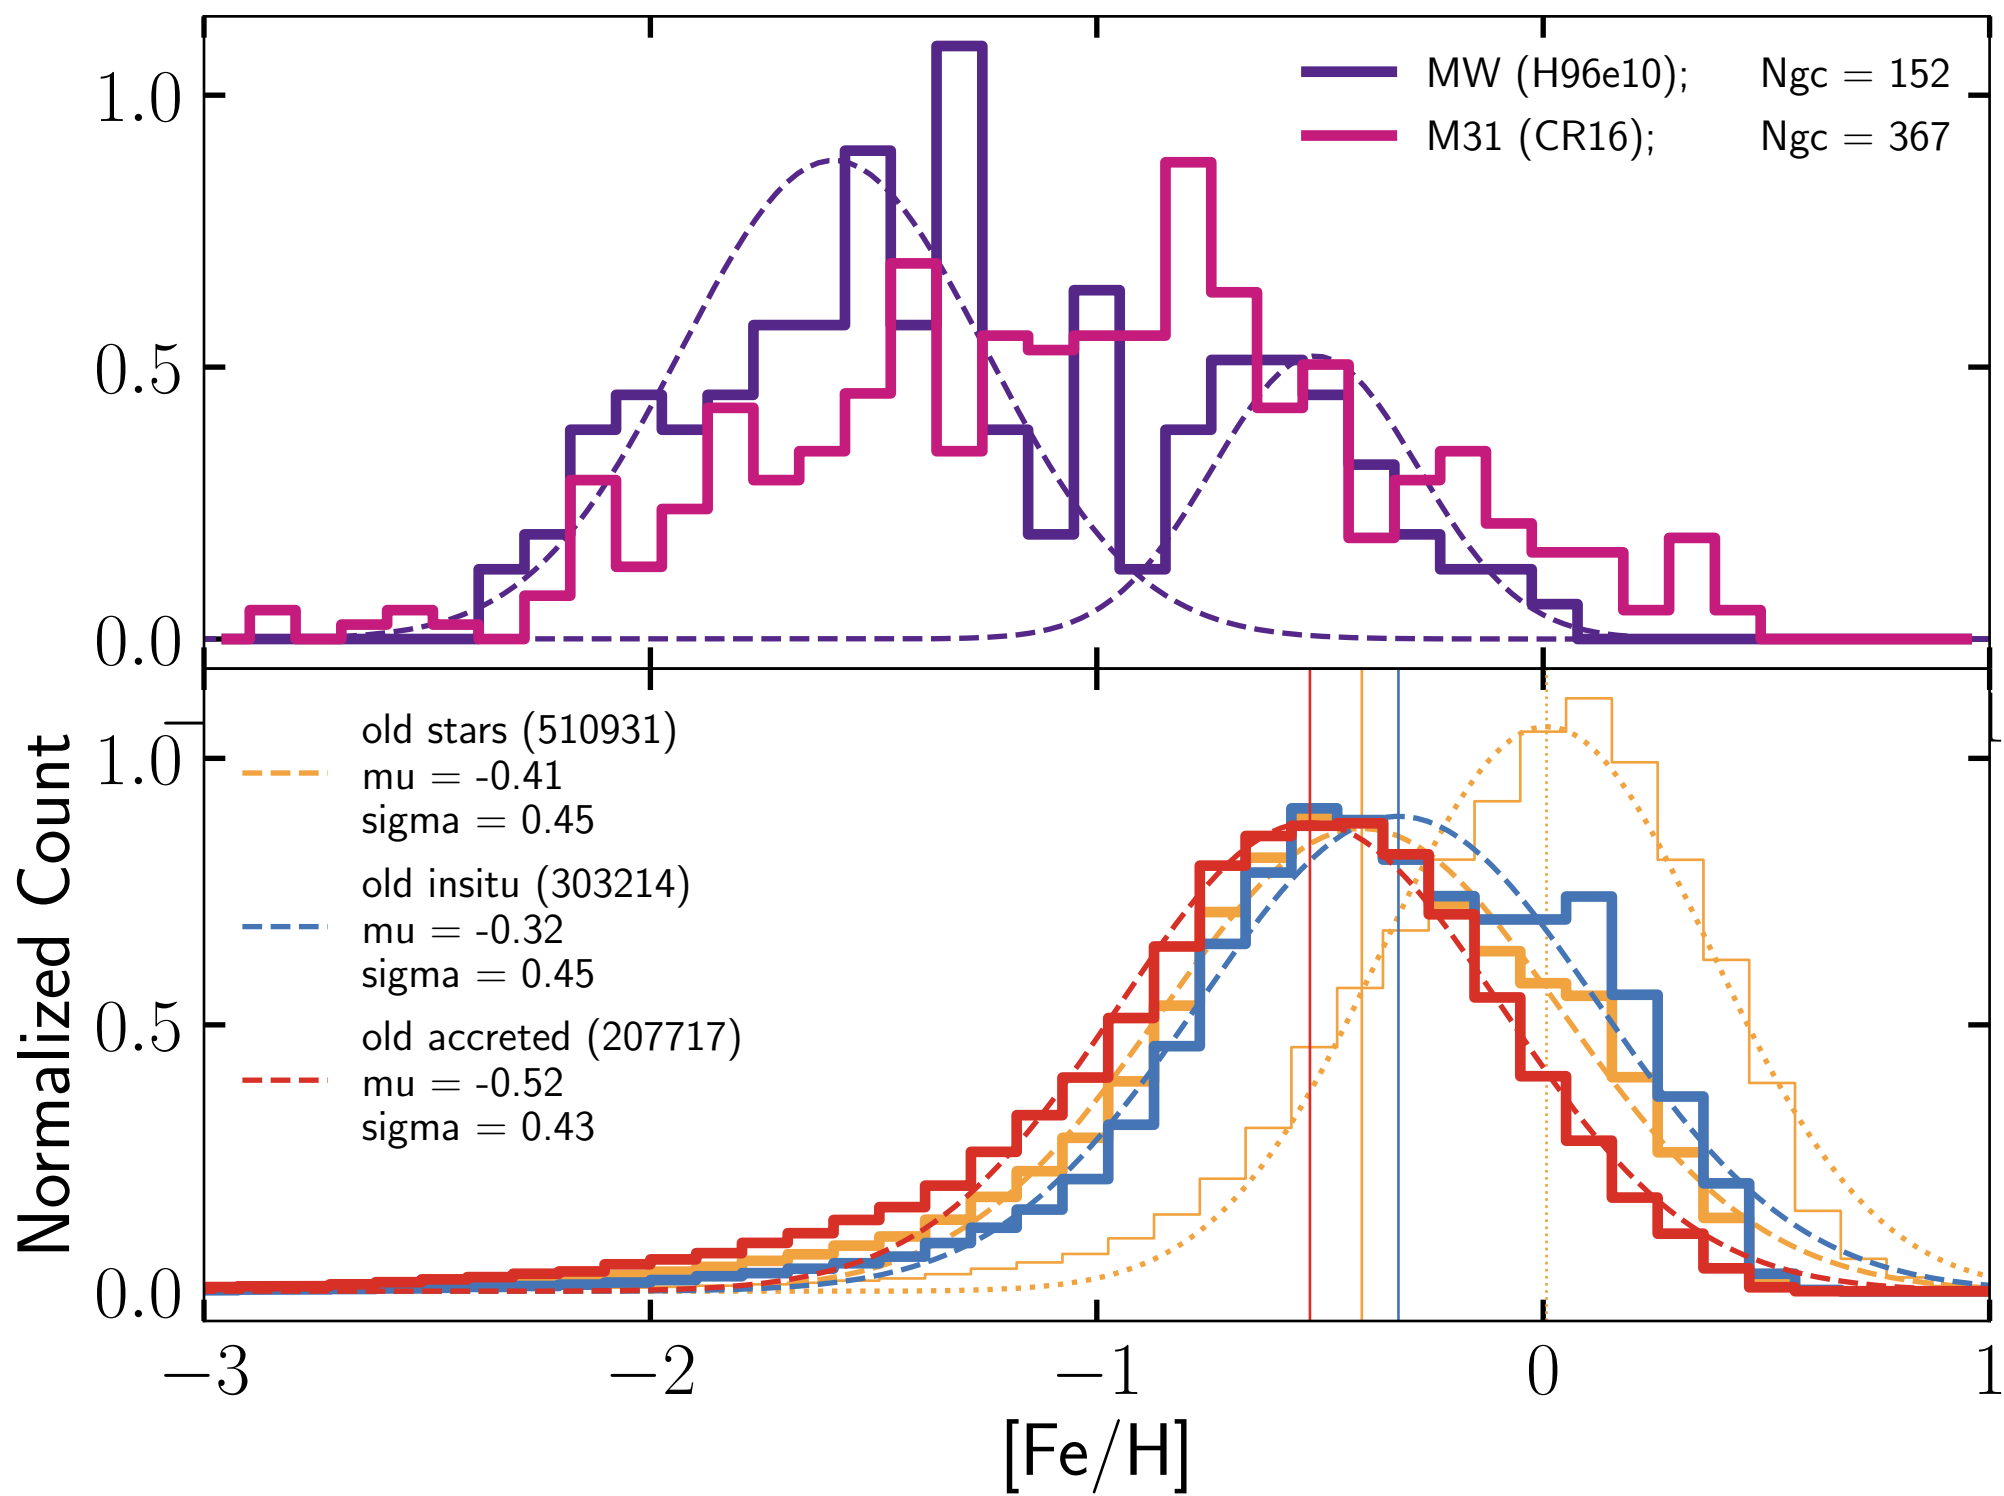 1.0
0.5
0.0
MW (H96e10); Ngc = 152
M31 (CR16); Ngc = 367
Normalized Count
1.0
0.5
0.0
old stars (510931)
mu = -0.41
sigma = 0.45
old insitu (303214)
mu = -0.32
sigma = 0.45
old accreted (207717)
mu = -0.52
sigma = 0.43
−3 −2 −1 0 1
[Fe/H]